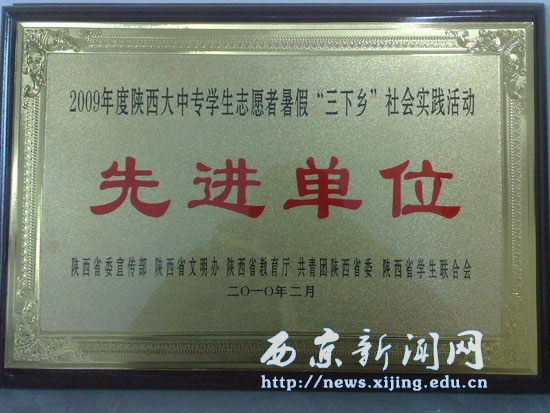 2009年度陕西大中专学生志愿者暑假“三下乡”社会实践活动
先进单位
陕西省委宣传部 陕西省文明办 陕西省教育厅 共青团陕西省委 陕西省学生联合会
二〇一〇年二月
西京新闻网
http://news.xijing.edu.cn